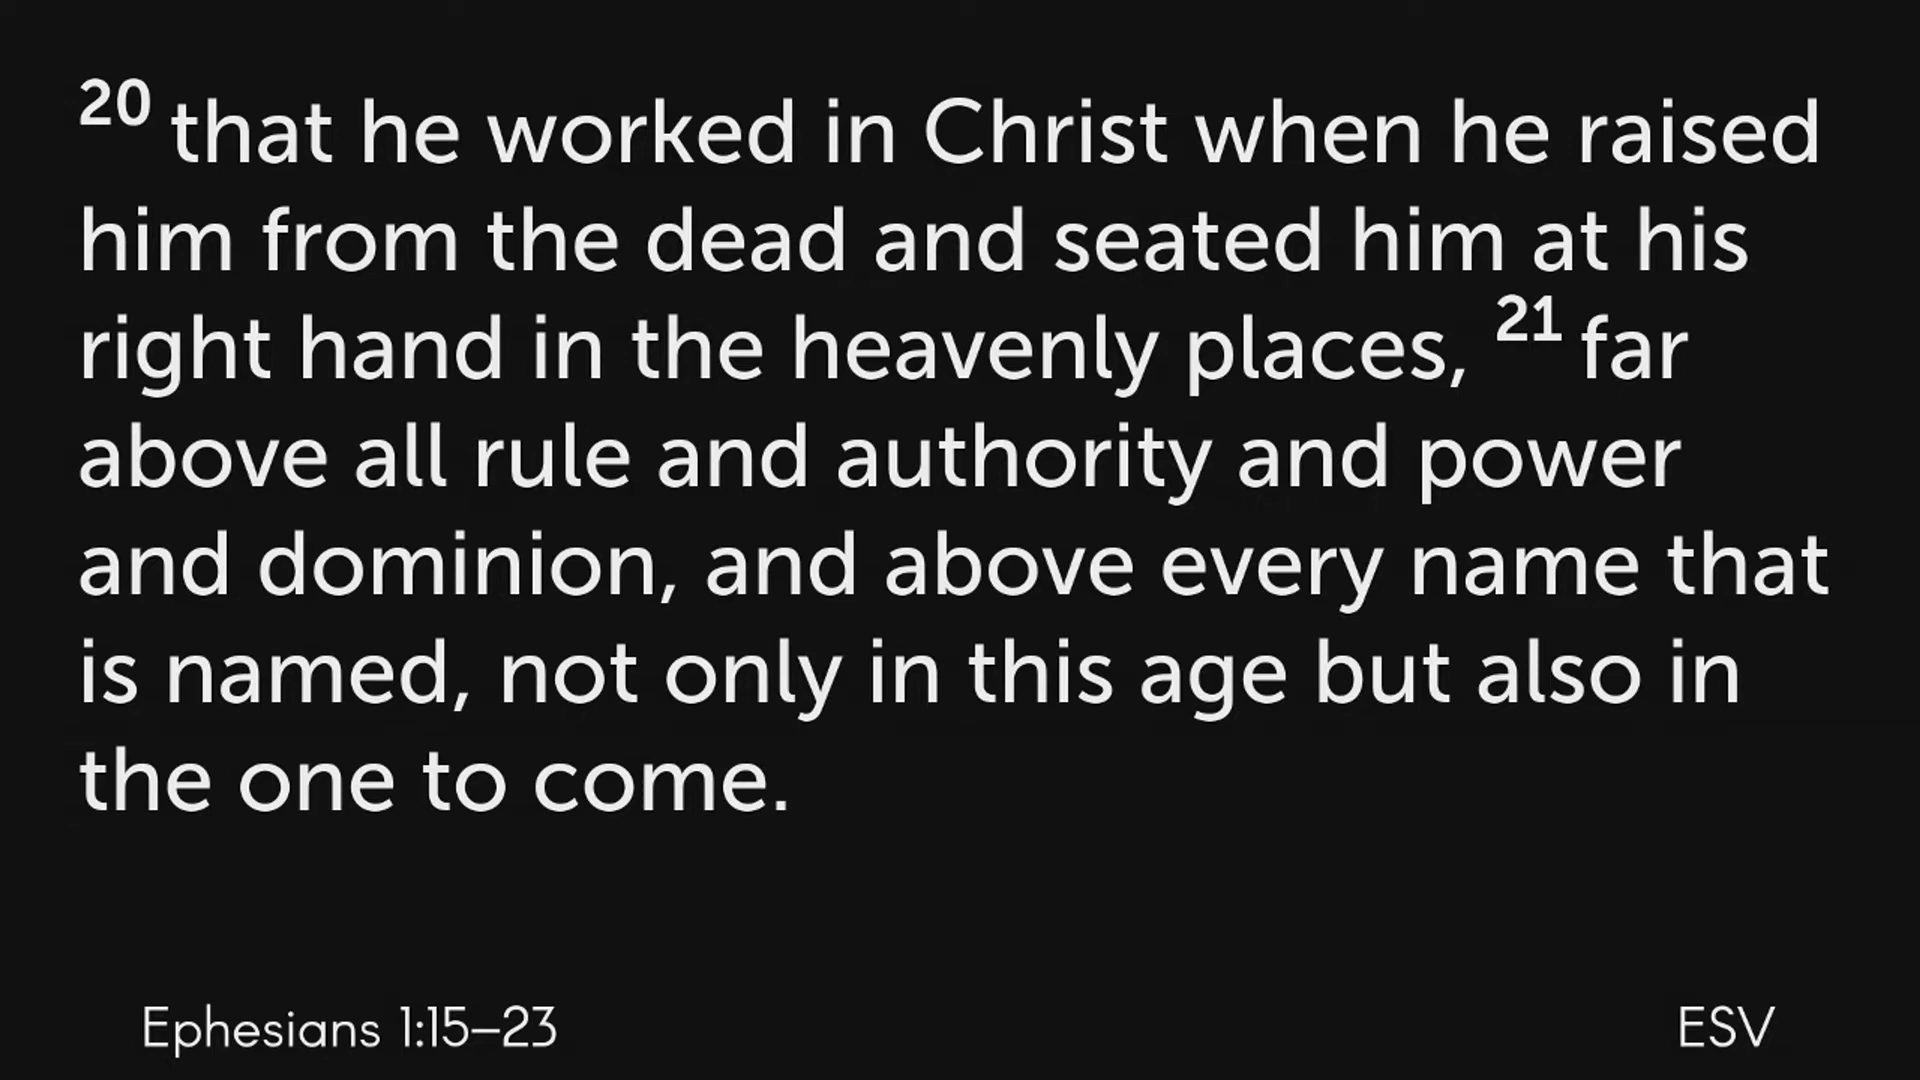 20 that he worked in Christ when he raised
him from the dead and seated him at his
right hand in the heavenly places, 21 far
above all rule and authority and power
and dominion, and above every name that
is named, not only in this age but also in
the one to come.
Ephesians 1:15–23
ESV